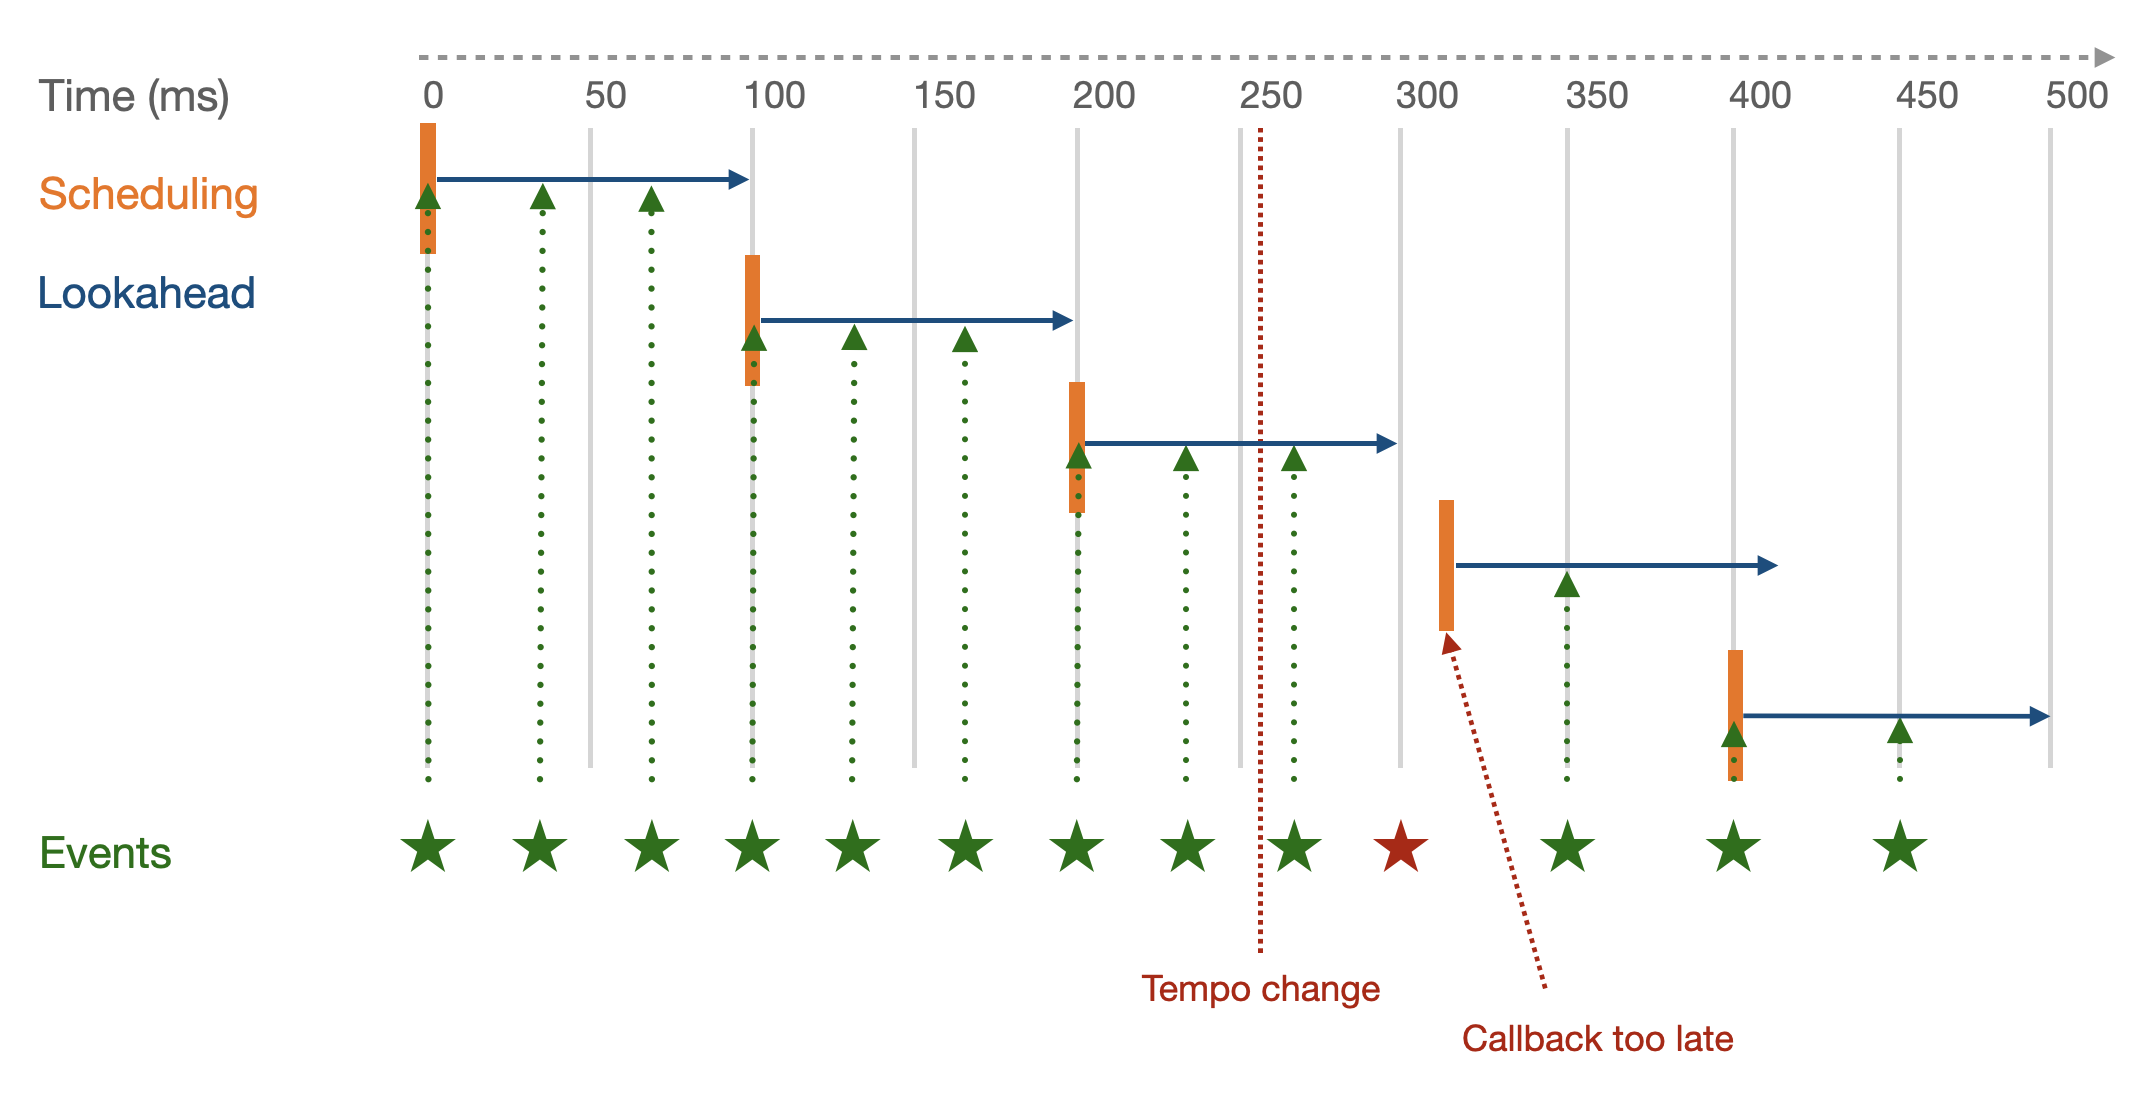 Time (ms) 0 50 100 150 200 250 300 350 400 450 500
Scheduling
Lookahead
Events
Tempo change
Callback too late